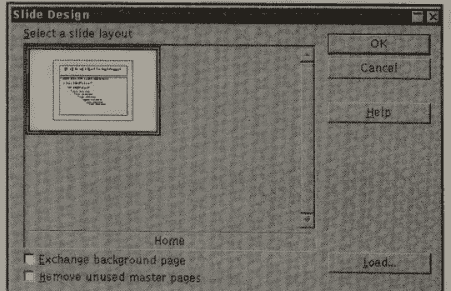 Slide Design
Select a slide layout
OK
Cancel
Help
Home
Exchange background page
Remove unused master pages
Load...